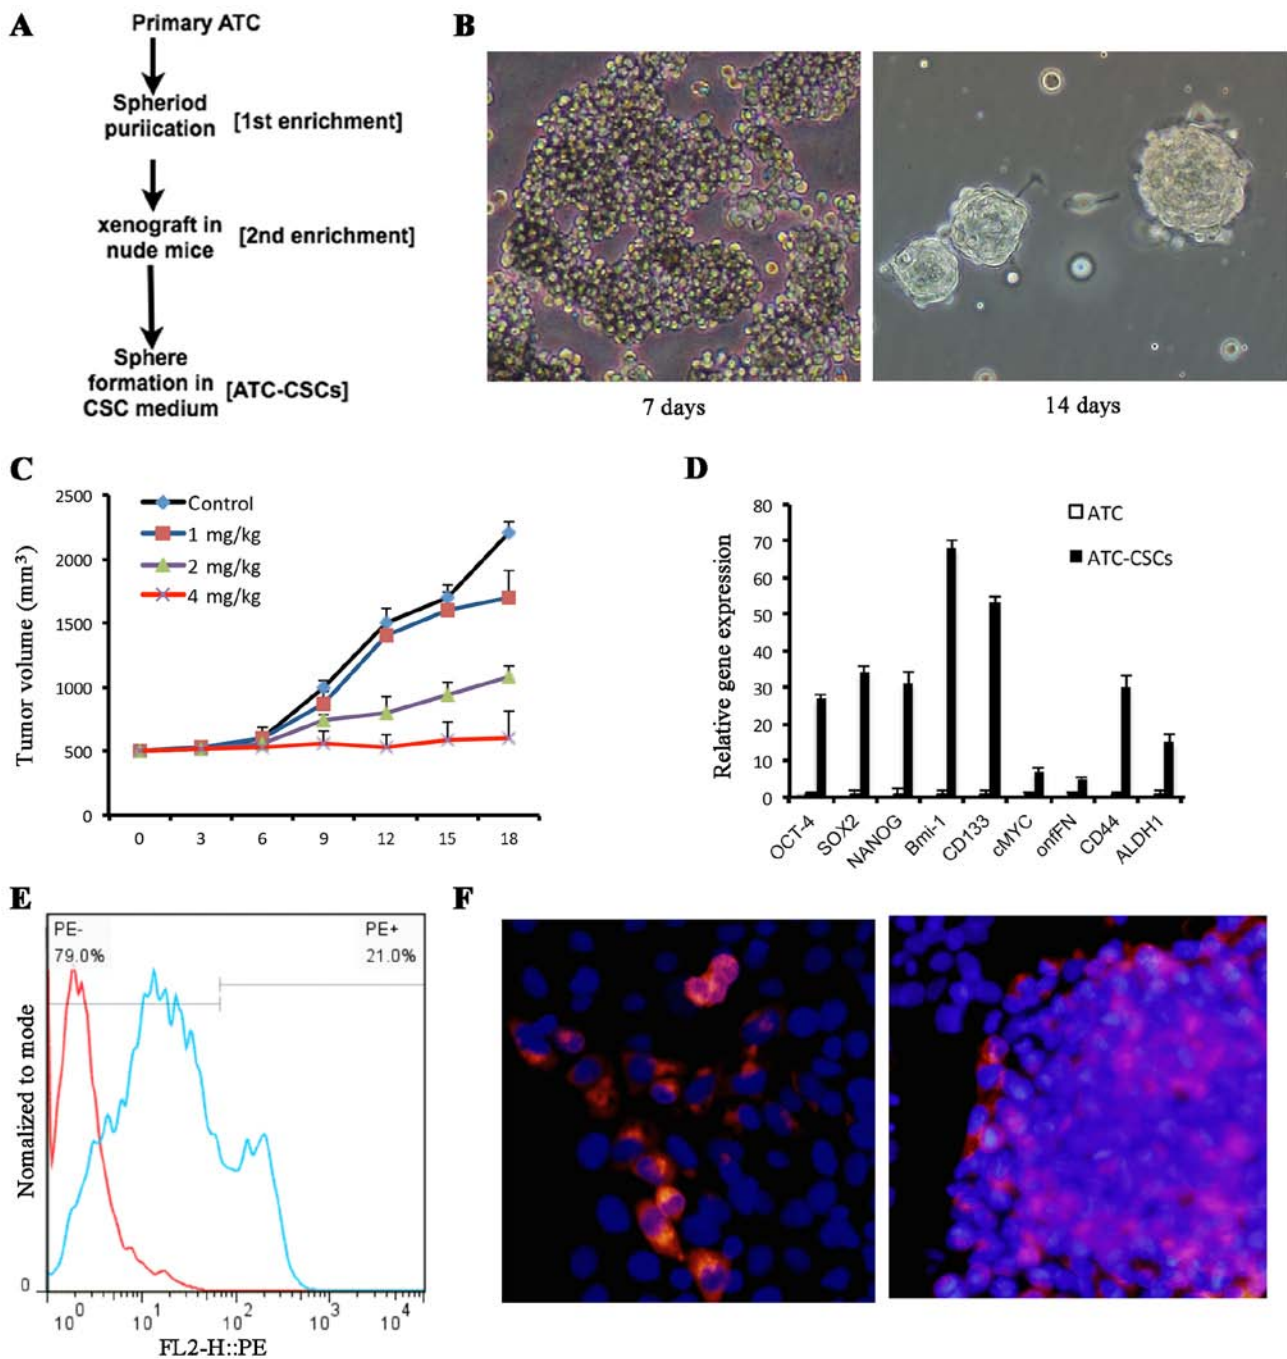 A
Primary ATC
Spheriod
puriication [1st enrichment]
xenograft in
nude mice [2nd enrichment]
Sphere
formation in
CSC medium [ATC-CSCs]
B
7 days
14 days
C
Tumor volume (mm³)
2500
2000
1500
1000
500
0
Control
1 mg/kg
2 mg/kg
4 mg/kg
0 3 6 9 12 15 18
D
Relative gene expression
80
70
60
50
40
30
20
10
0
ATC
ATC-CSCs
OCT-4
SOX2
NANOG
Bmi-1
CD133
cMYC
onfFN
CD44
ALDH1
E
Nomalized to mode
PE-
79.0%
PE+
21.0%
0
10⁰ 10¹ 10² 10³ 10⁴
FL2-H::PE
F